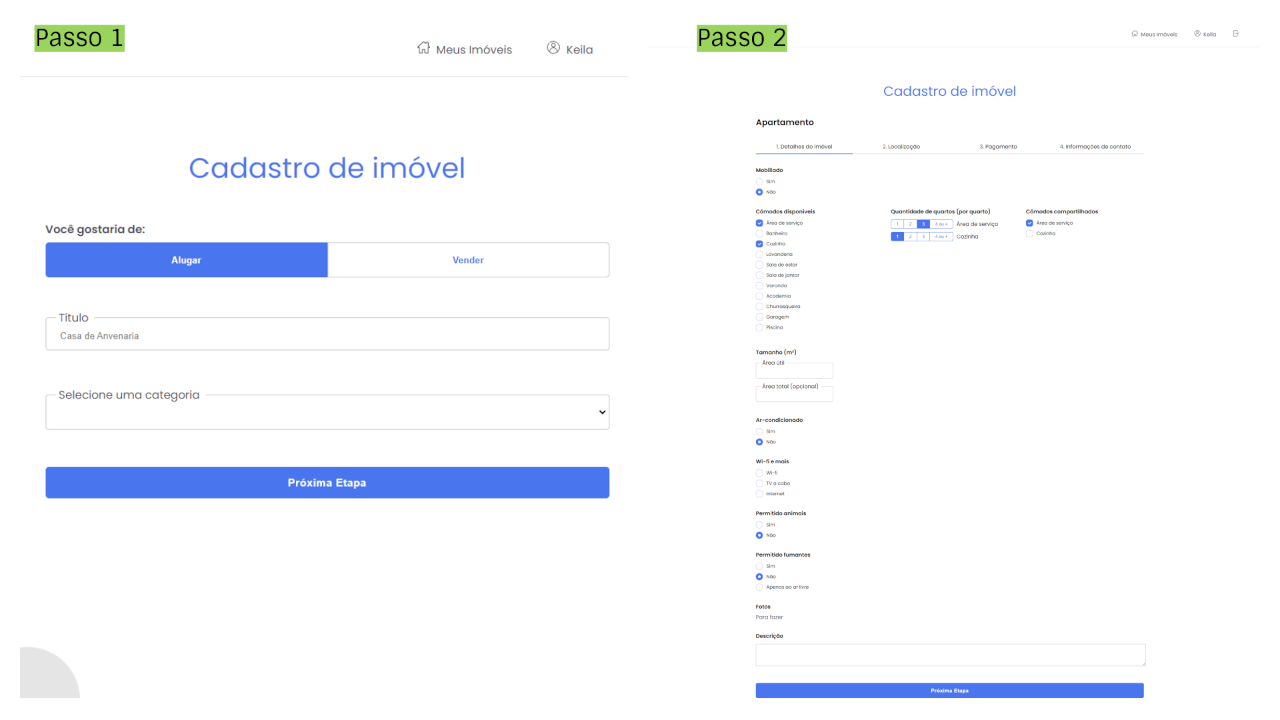 Passo 1
Meus Imóveis
Keila
Cadastro de imóvel
Você gostaria de:
Alugar
Vender
Título
Casa de Anvenaria
Selecione uma categoria
Próxima Etapa
Passo 2
Meus Imóveis
Keila
Cadastro de imóvel
Apartamento
1. Detalhes do Imóvel
2. Localização
3. Pagamento
4. Informações de contato
Mobiliado
Sim
Não
Cômodos disponíveis
Área de serviço
Banheiro
Cozinha
Lavanderia
Sala de estar
Sala de jantar
Varanda
Academia
Churrasqueira
Garagem
Piscina
Quantidade de quartos (por quarto)
1 2 3 4 ou + Área de serviço
1 2 3 4 ou + Cozinha
Cômodos compartilhados
Área de serviço
Cozinha
Tamanho (m²)
Área útil
Área total (opcional)
Ar-condicionado
Sim
Não
Wi-fi e mais
Wi-fi
TV a cabo
Internet
Permitido animais
Sim
Não
Permitido fumantes
Sim
Não
Apenas ao ar livre
Fotos
Para fazer
Descrição
Próxima Etapa